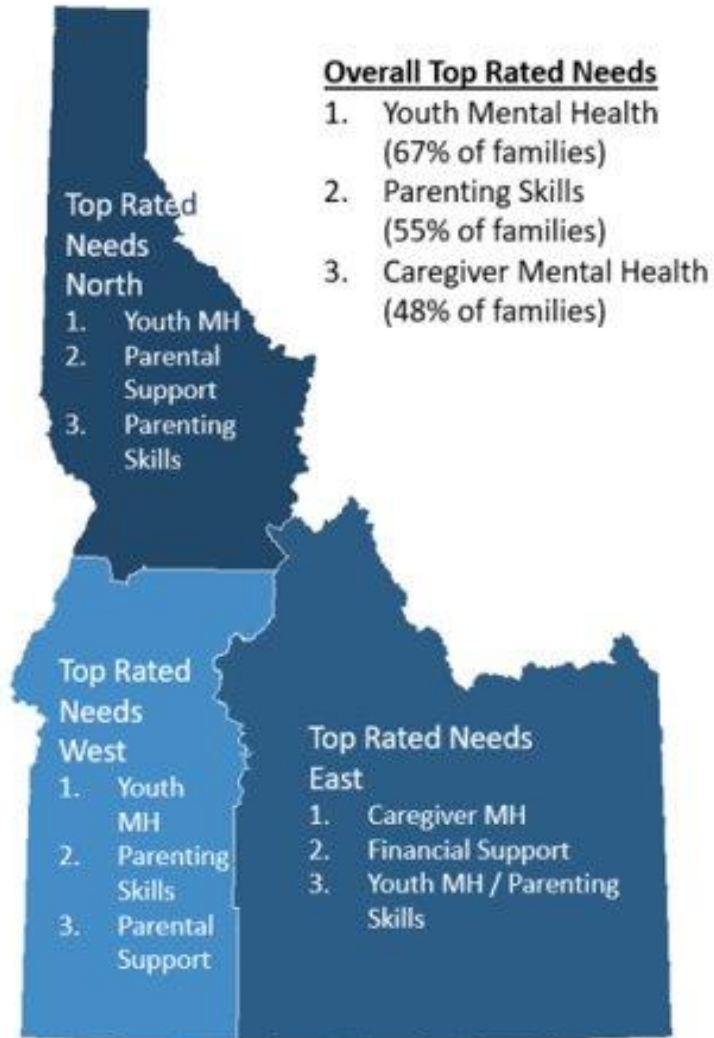 Overall Top Rated Needs
1. Youth Mental Health
(67% of families)
2. Parenting Skills
(55% of families)
3. Caregiver Mental Health
(48% of families)
Top Rated
Needs
North
1. Youth MH
2. Parental
Support
3. Parenting
Skills
Top Rated
Needs
West
1. Youth
MH
2. Parenting
Skills
3. Parental
Support
Top Rated Needs
East
1. Caregiver MH
2. Financial Support
3. Youth MH / Parenting
Skills